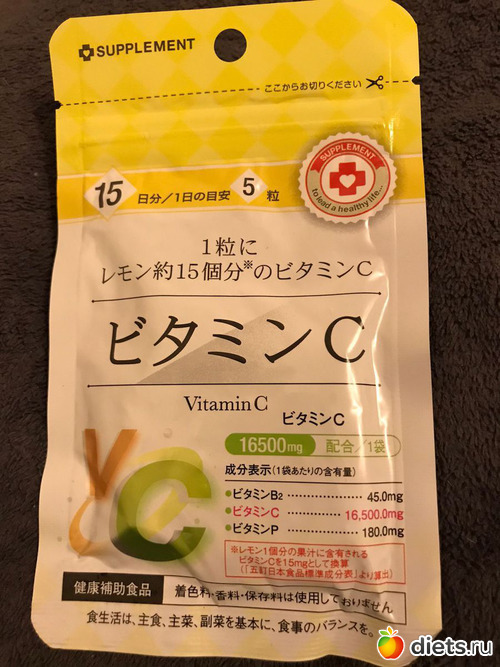 SUPPLEMENT
ここからお切りください
SUPPLEMENT
to lead a healthy life...
15日分/1日の目安5粒
1粒に
レモン約15個分※のビタミンC
ビタミンC
Vitamin C
ビタミンC
16500mg 配合/1袋
成分表示(1袋あたりの含有量)
・ビタミンB2 ………… 45.0mg
・ビタミンC ………… 16,500.0mg
・ビタミンP ………… 180.0mg
※レモン1個分の果汁に含有される
ビタミンCを15mgとして換算
(「五訂日本食品標準成分表」より算出)
VC
健康補助食品
着色料・香料・保存料は使用しておりません
食生活は、主食、主菜、副菜を基本に、食事のバランスを。
diets.ru